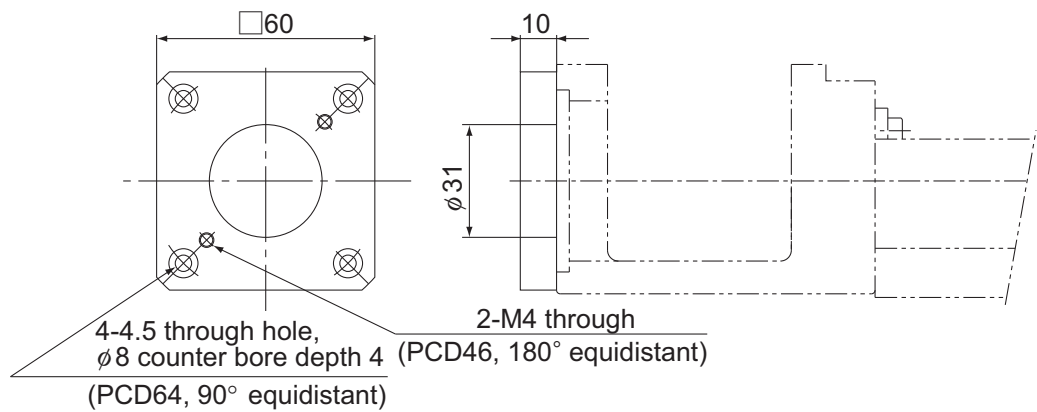 □60
10
φ31
4-4.5 through hole,
φ8 counter bore depth 4
(PCD64, 90° equidistant)
2-M4 through
(PCD46, 180° equidistant)